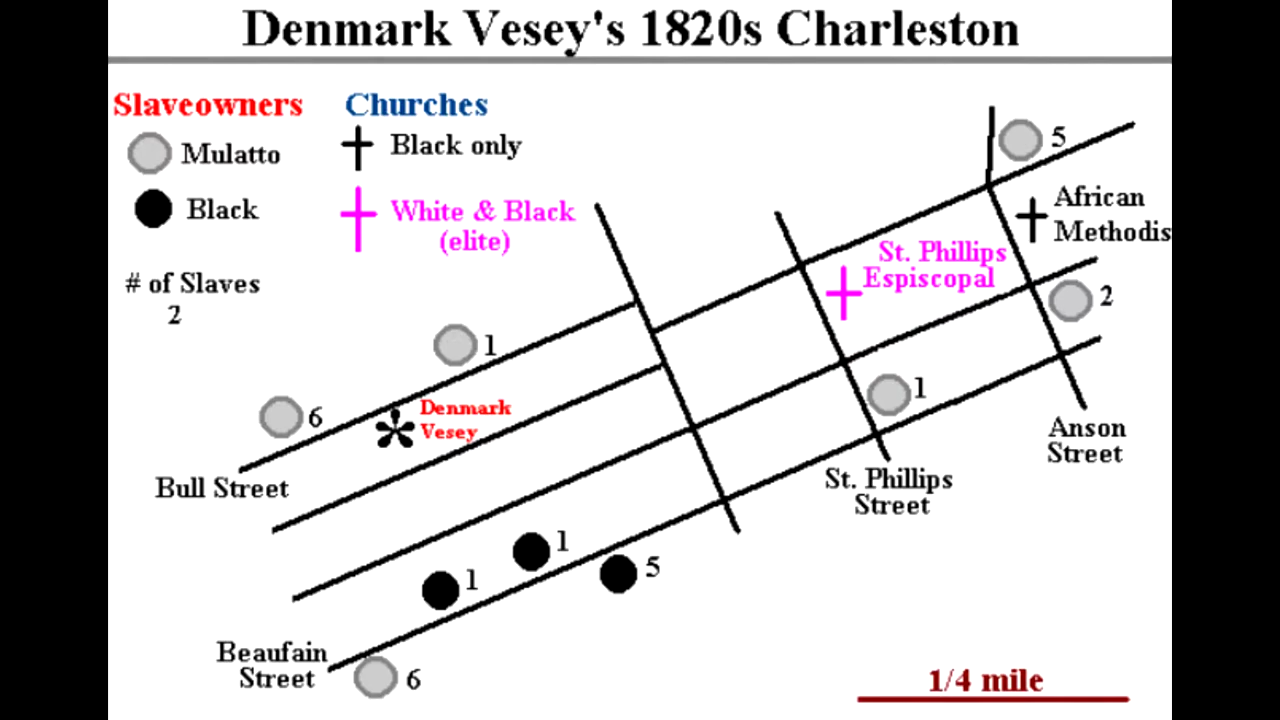 Denmark Vesey's 1820s Charleston
Slaveowners
Mulatto
Black
# of Slaves
2
Churches
Black only
White & Black
(elite)
5
African
Methodis
St. Phillips
Espiscopal
2
1
1
6
Denmark
Vesey
Bull Street
Anson
Street
St. Phillips
Street
1
1
5
Beaufain
Street
6
1/4 mile